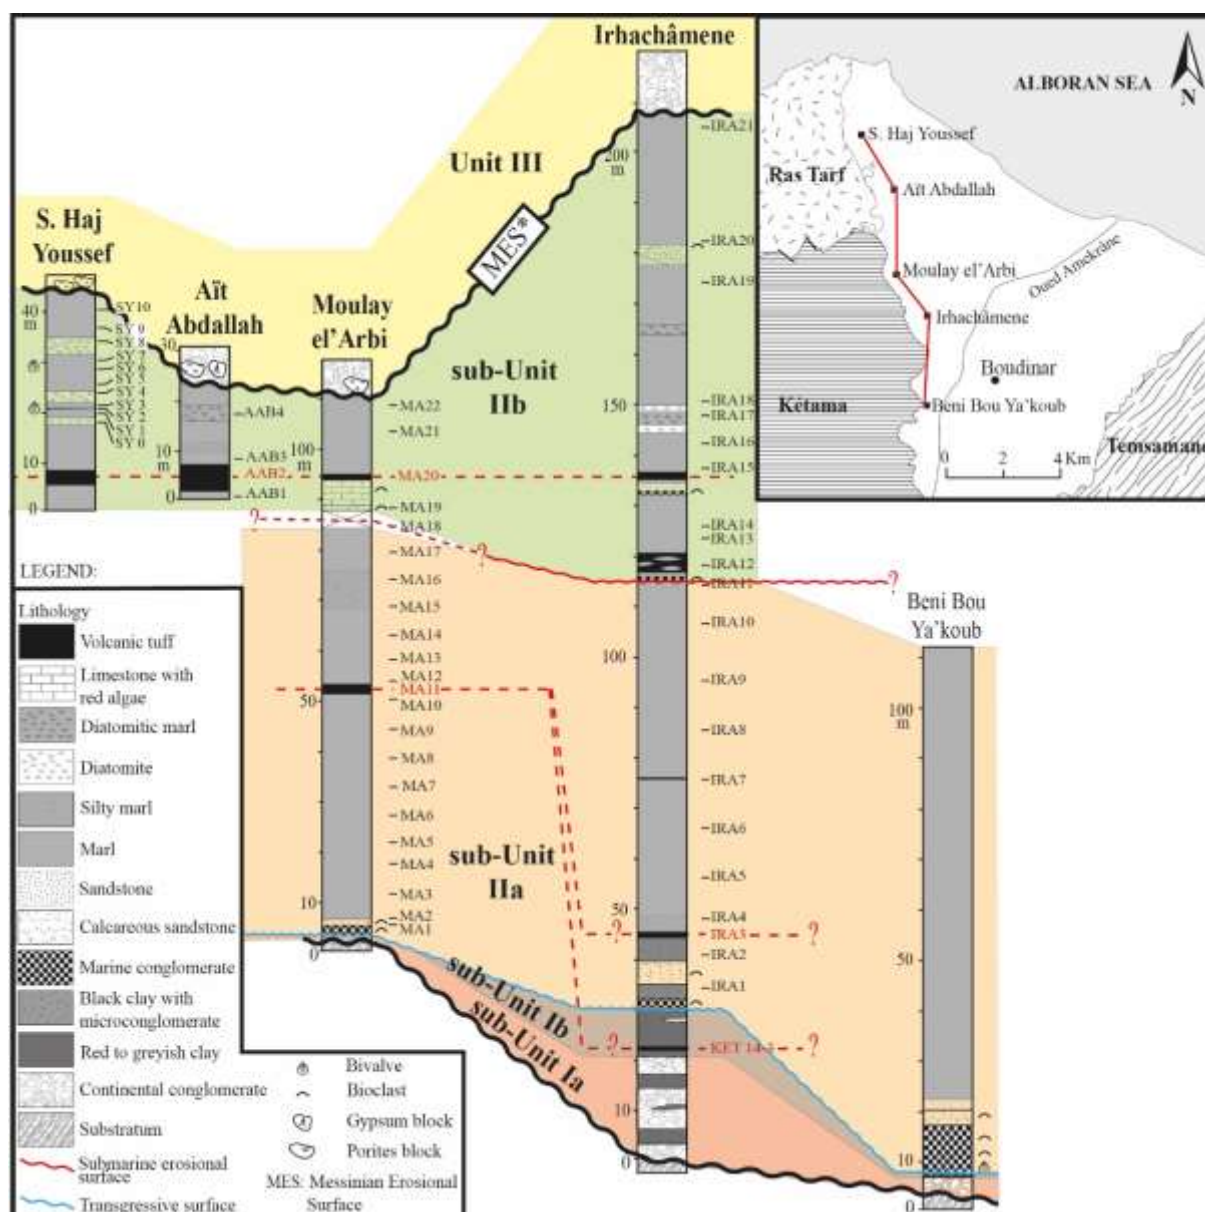 Irhachâmene
200
m
IRA21
IRA20
IRA19
150
IRA18
IRA17
IRA16
IRA15
IRA14
IRA13
IRA12
IRA11
IRA10
100
IRA9
IRA8
IRA7
IRA6
IRA5
50
IRA4
IRA3
IRA2
IRA1
10
0
Unit III
MES*
sub-Unit
IIb
sub-Unit
IIa
sub-Unit Ib
sub-Unit Ia
S. Haj
Youssef
40
m
10
0
SY 10
SY 9
SY 8
SY 7
SY 6
SY 5
SY 4
SY 3
SY 2
SY 1
SY 0
Aït
Abdallah
30
10
m
0
AAB4
AAB3
AAB2
AAB1
Moulay
el’Arbi
100
m
50
10
0
MA22
MA21
MA20
MA19
MA18
MA17
MA16
MA15
MA14
MA13
MA12
MA11
MA10
MA9
MA8
MA7
MA6
MA5
MA4
MA3
MA2
MA1
?
?
?
?
?
?
?
Beni Bou
Ya’koub
100
m
50
10
0
ALBORAN SEA
N
S. Haj Youssef
Ras Tarf
Aït Abdallah
Moulay el’Arbi
Oued Amekrâne
Irhachâmene
Boudinar
Kétama
Beni Bou Ya’koub
Temsamane
0 2 4 Km
LEGEND:
Lithology
Volcanic tuff
Limestone with
red algae
Diatomitic marl
Diatomite
Silty marl
Marl
Sandstone
Calcareous sandstone
Marine conglomerate
Black clay with
microconglomerate
Red to greyish clay
Continental conglomerate
Substratum
Submarine erosional
surface
Transgressive surface
Bivalve
Bioclast
Gypsum block
Porites block
MES: Messinian Erosional
Surface